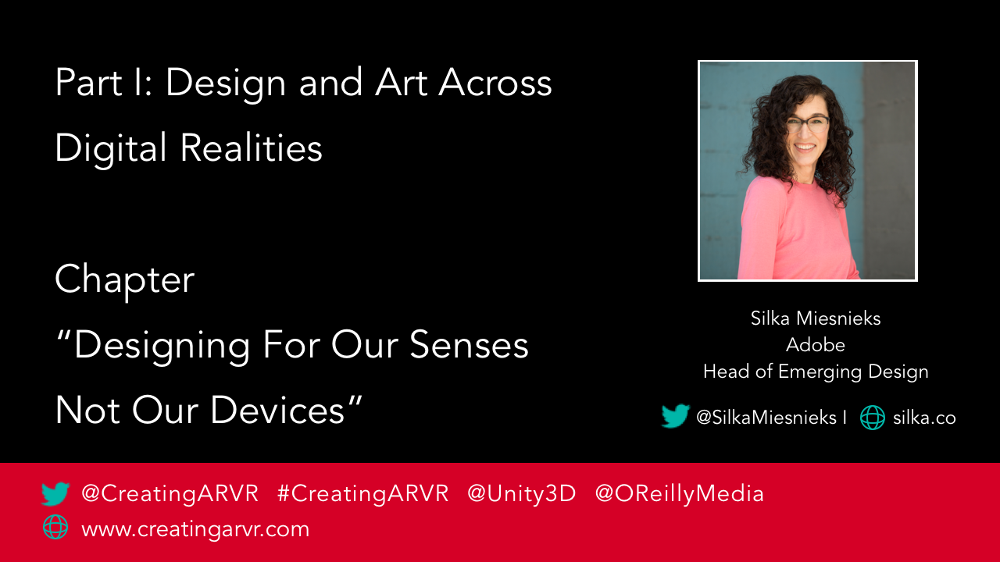 Part I: Design and Art Across
Digital Realities
Chapter
“Designing For Our Senses
Not Our Devices”
Silka Miesnieks
Adobe
Head of Emerging Design
@SilkaMiesnieks I silka.co
@CreatingARVR #CreatingARVR @Unity3D @OReillyMedia
www.creatingarvr.com